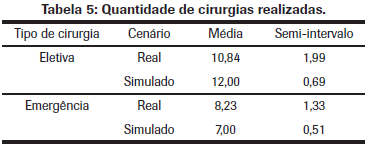 Tabela 5: Quantidade de cirurgias realizadas.
Tipo de cirurgia Cenário Média Semi-intervalo
Eletiva Real 10,84 1,99
Simulado 12,00 0,69
Emergência Real 8,23 1,33
Simulado 7,00 0,51